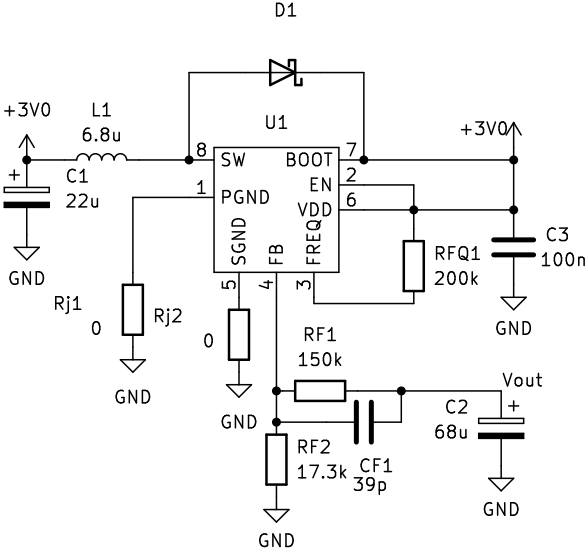 D1
+3V0
L1
6.8u
U1
+3V0
8
SW
BOOT
7
C1
22u
1
PGND
EN
2
VDD
6
SGND
FB
FREQ
5
4
3
GND
RFQ1
200k
C3
100n
GND
Rj1
0
Rj2
0
GND
GND
RF1
150k
Vout
C2
68u
RF2
17.3k
CF1
39p
GND
GND
+
+